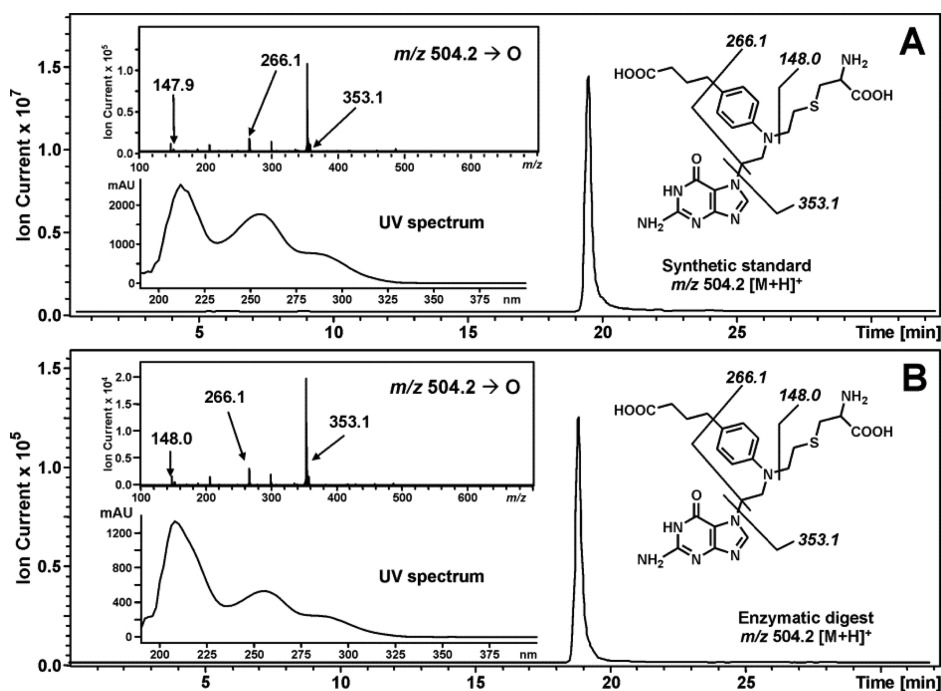 A
Ion Current x 10⁷
1.5
1.0
0.5
0.0
5
10
15
20
25
Time [min]
Ion Current x 10⁵
1.0
0.5
0.0
100
200
300
400
500
600
m/z
m/z 504.2 → O
147.9
266.1
353.1
mAU
2000
1000
0
200
225
250
275
300
325
350
375
nm
UV spectrum
266.1
148.0
HOOC
NH₂
S
COOH
N
O
HN
N
NH₂
N
N
353.1
Synthetic standard
m/z 504.2 [M+H]⁺
B
Ion Current x 10⁵
1.5
1.0
0.5
0.0
5
10
15
20
25
Time [min]
Ion Current x 10⁴
2.0
1.0
0.0
100
200
300
400
500
600
m/z
m/z 504.2 → O
148.0
266.1
353.1
mAU
1200
800
400
0
200
225
250
275
300
325
350
375
nm
UV spectrum
266.1
148.0
HOOC
NH₂
S
COOH
N
O
HN
N
NH₂
N
N
353.1
Enzymatic digest
m/z 504.2 [M+H]⁺